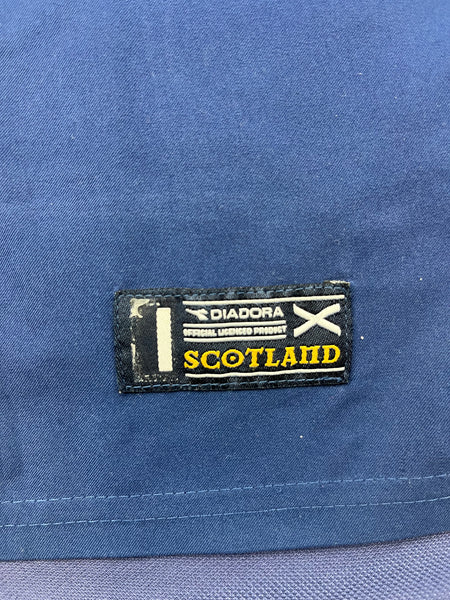 DIADORA
OFFICIAL LICENSED PRODUCT
SCOTLAND